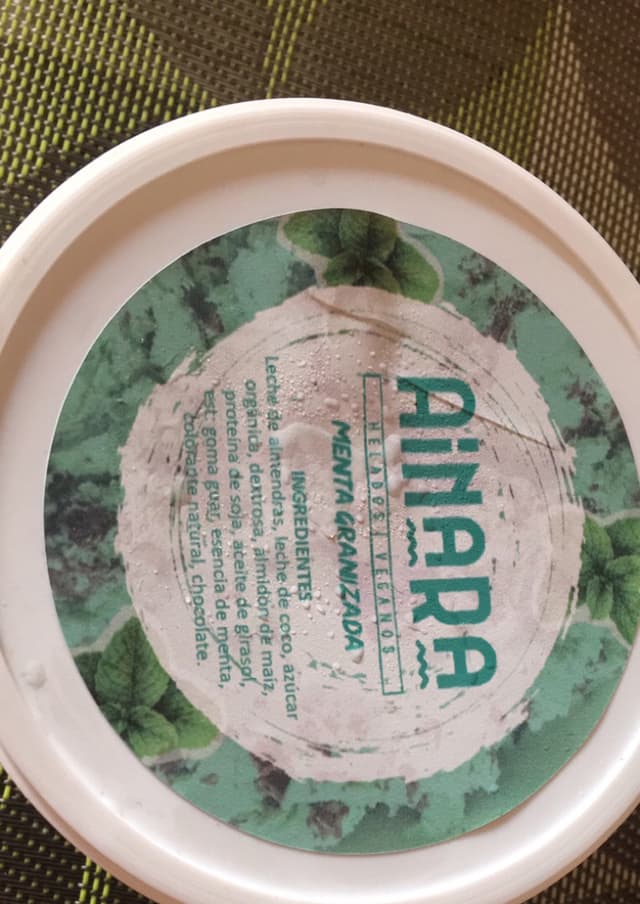 AiNARA
HELADOS VEGANOS
MENTA GRANIZADA
INGREDIENTES
Leche de almendras, leche de coco, azúcar
orgánica, dextrosa, almidón de maíz,
proteína de soja, aceite de girasol,
est: goma guar, esencia de menta,
colorante natural, chocolate.